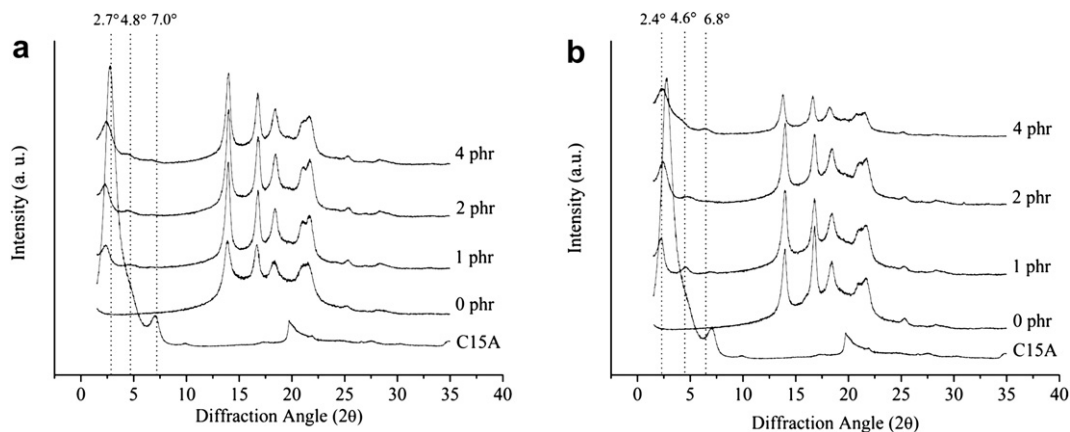 a
2.7° 4.8° 7.0°
Intensity (a. u.)
4 phr
2 phr
1 phr
0 phr
C15A
0 5 10 15 20 25 30 35 40
Diffraction Angle (2θ)
b
2.4° 4.6° 6.8°
Intensity (a.u.)
4 phr
2 phr
1 phr
0 phr
C15A
0 5 10 15 20 25 30 35 40
Diffraction Angle (2θ)